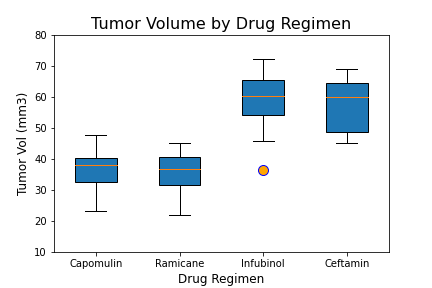 Tumor Volume by Drug Regimen
80
70
60
50
40
30
20
10
Tumor Vol (mm3)
Capomulin Ramicane Infubinol Ceftamin
Drug Regimen